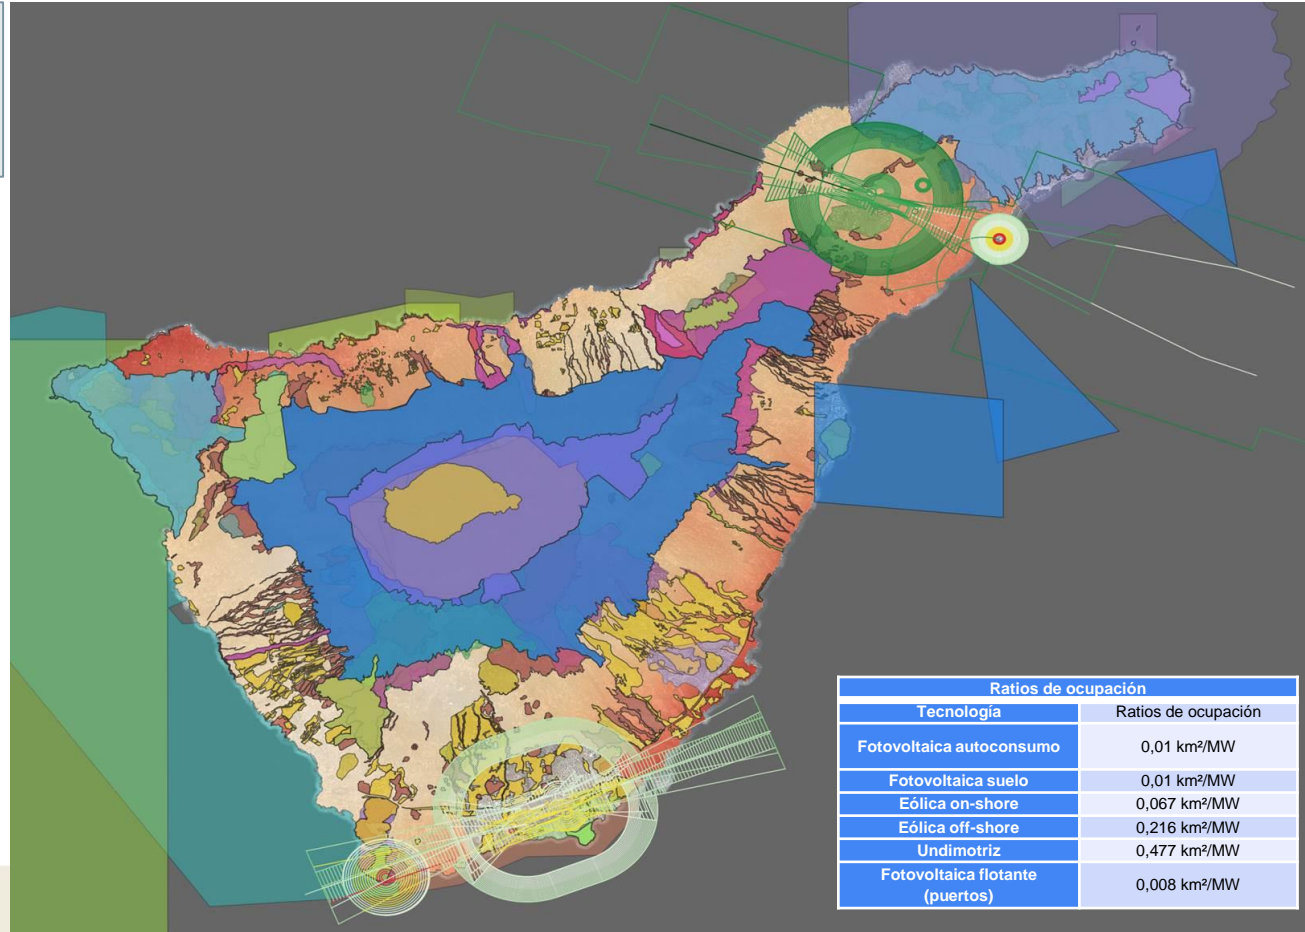 Ratios de ocupación
Tecnología Ratios de ocupación
Fotovoltaica autoconsumo 0,01 km²/MW
Fotovoltaica suelo 0,01 km²/MW
Eólica on-shore 0,067 km²/MW
Eólica off-shore 0,216 km²/MW
Undimotriz 0,477 km²/MW
Fotovoltaica flotante
(puertos) 0,008 km²/MW